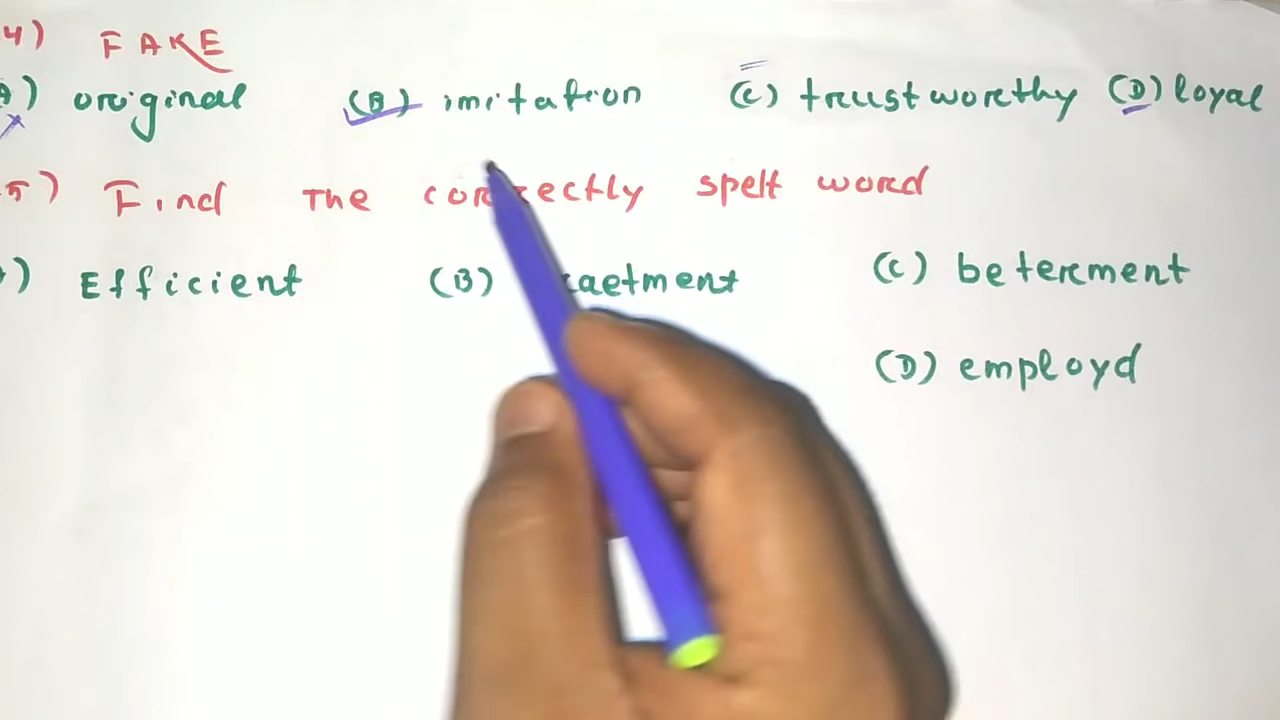 4) FAKE
A) original (B) imitation (C) trustworthy (D) loyal
5) Find The correctly spelt word
A) Efficient (B) (C) beterment
(D) employd